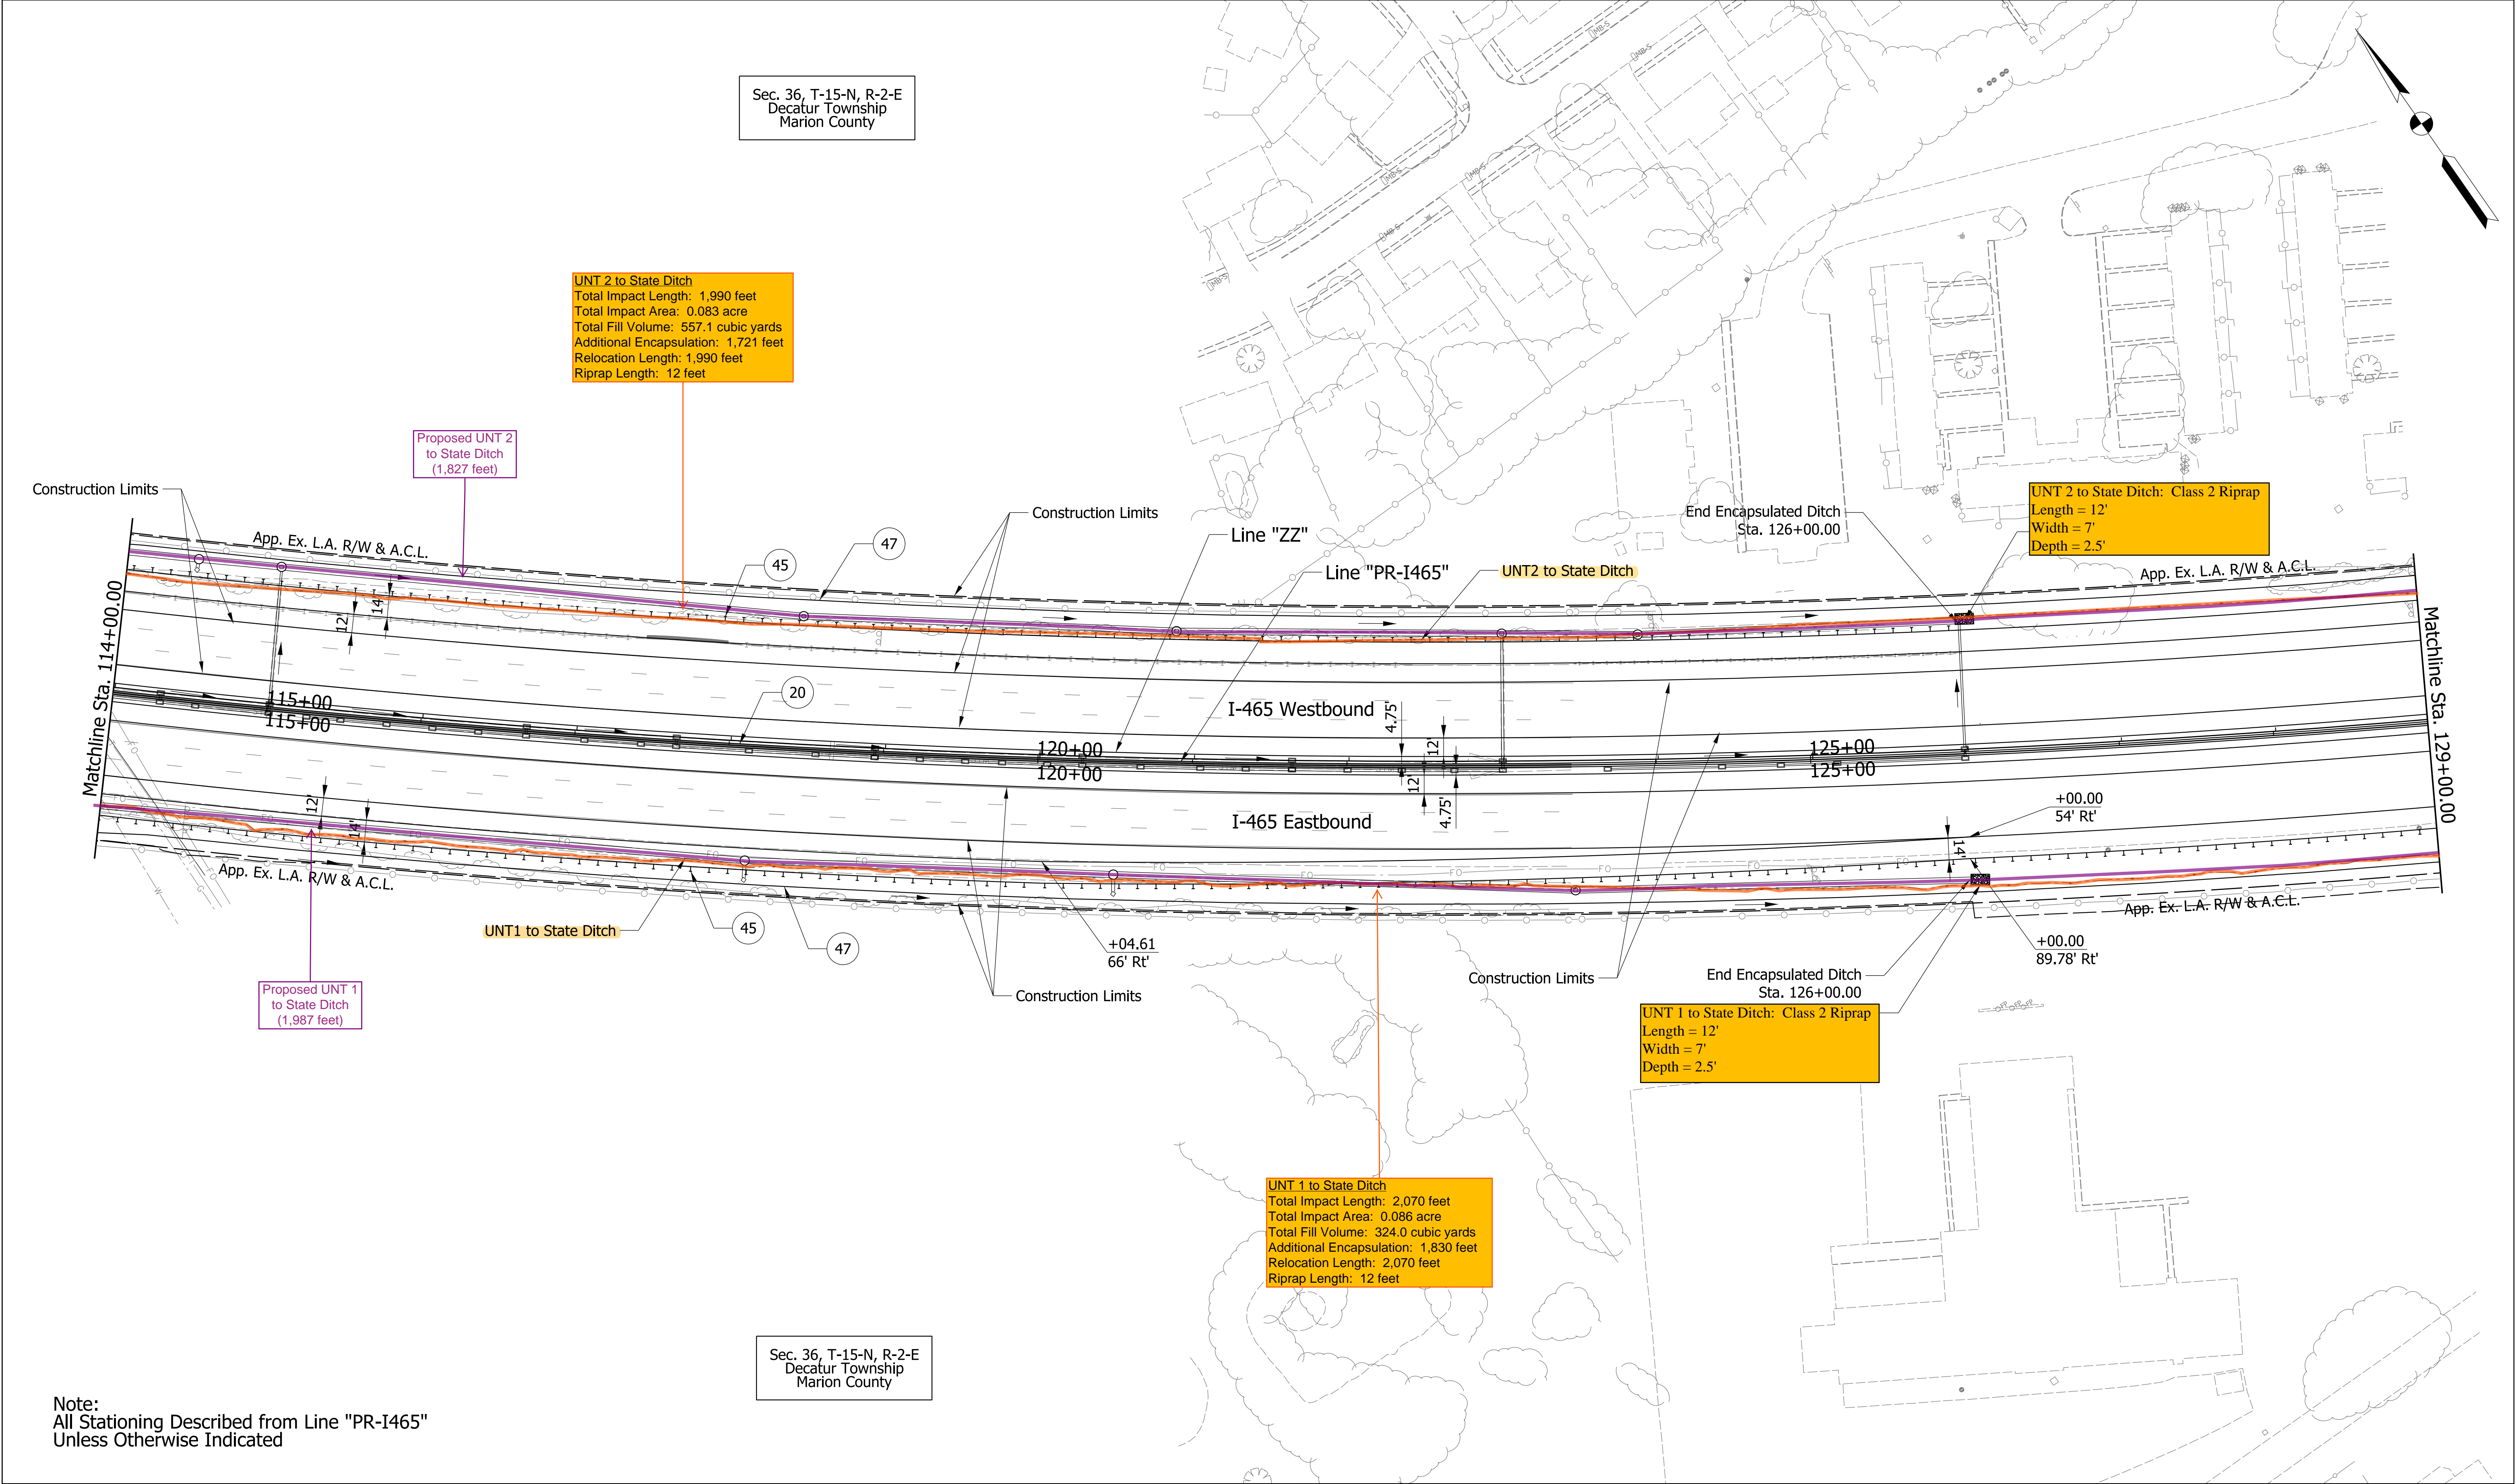 Sec. 36, T-15-N, R-2-E
Decatur Township
Marion County
UNT 2 to State Ditch
Total Impact Length: 1,990 feet
Total Impact Area: 0.083 acre
Total Fill Volume: 557.1 cubic yards
Additional Encapsulation: 1,721 feet
Relocation Length: 1,990 feet
Riprap Length: 12 feet
Proposed UNT 2
to State Ditch
(1,827 feet)
Construction Limits
Construction Limits
Line "ZZ"
Line "PR-I465"
UNT2 to State Ditch
End Encapsulated Ditch
Sta. 126+00.00
UNT 2 to State Ditch: Class 2 Riprap
Length = 12'
Width = 7'
Depth = 2.5'
App. Ex. L.A. R/W & A.C.L.
App. Ex. L.A. R/W & A.C.L.
45
47
14'
12'
Matchline Sta. 114+00.00
Matchline Sta. 129+00.00
115+00
115+00
20
I-465 Westbound
4.75'
12'
120+00
120+00
12'
4.75'
125+00
125+00
I-465 Eastbound
+00.00
54' Rt'
14'
12'
14'
FO
FO
FO
FO
FO
FO
App. Ex. L.A. R/W & A.C.L.
App. Ex. L.A. R/W & A.C.L.
UNT1 to State Ditch
45
47
+04.61
66' Rt'
Construction Limits
Construction Limits
+00.00
89.78' Rt'
End Encapsulated Ditch
Sta. 126+00.00
UNT 1 to State Ditch: Class 2 Riprap
Length = 12'
Width = 7'
Depth = 2.5'
Proposed UNT 1
to State Ditch
(1,987 feet)
UNT 1 to State Ditch
Total Impact Length: 2,070 feet
Total Impact Area: 0.086 acre
Total Fill Volume: 324.0 cubic yards
Additional Encapsulation: 1,830 feet
Relocation Length: 2,070 feet
Riprap Length: 12 feet
Sec. 36, T-15-N, R-2-E
Decatur Township
Marion County
Note:
All Stationing Described from Line "PR-I465"
Unless Otherwise Indicated